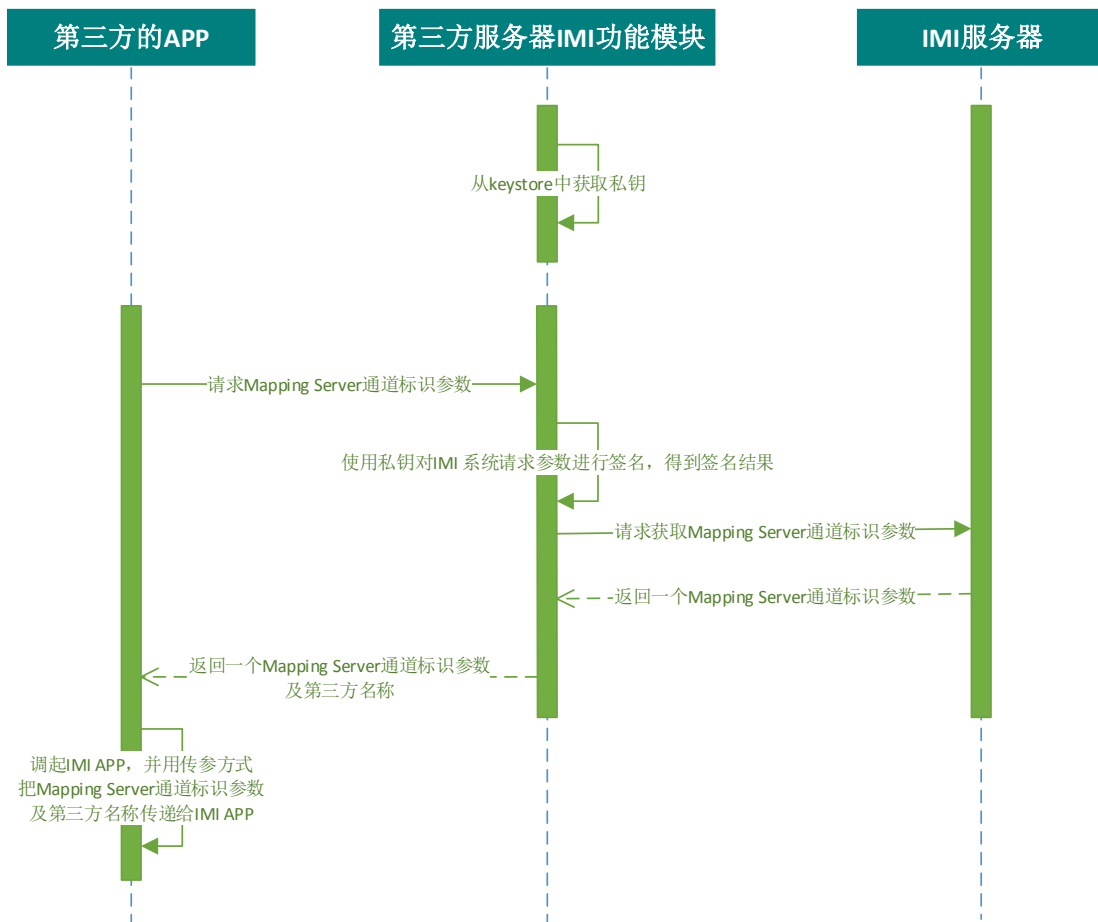 第三方的APP
第三方服务器IMI功能模块
IMI服务器
从keystore中获取私钥
请求Mapping Server通道标识参数
使用私钥对IMI 系统请求参数进行签名，得到签名结果
请求获取Mapping Server通道标识参数
返回一个Mapping Server通道标识参数
返回一个Mapping Server通道标识参数
及第三方名称
调起IMI APP，并用传参方式
把Mapping Server通道标识参数
及第三方名称传递给IMI APP